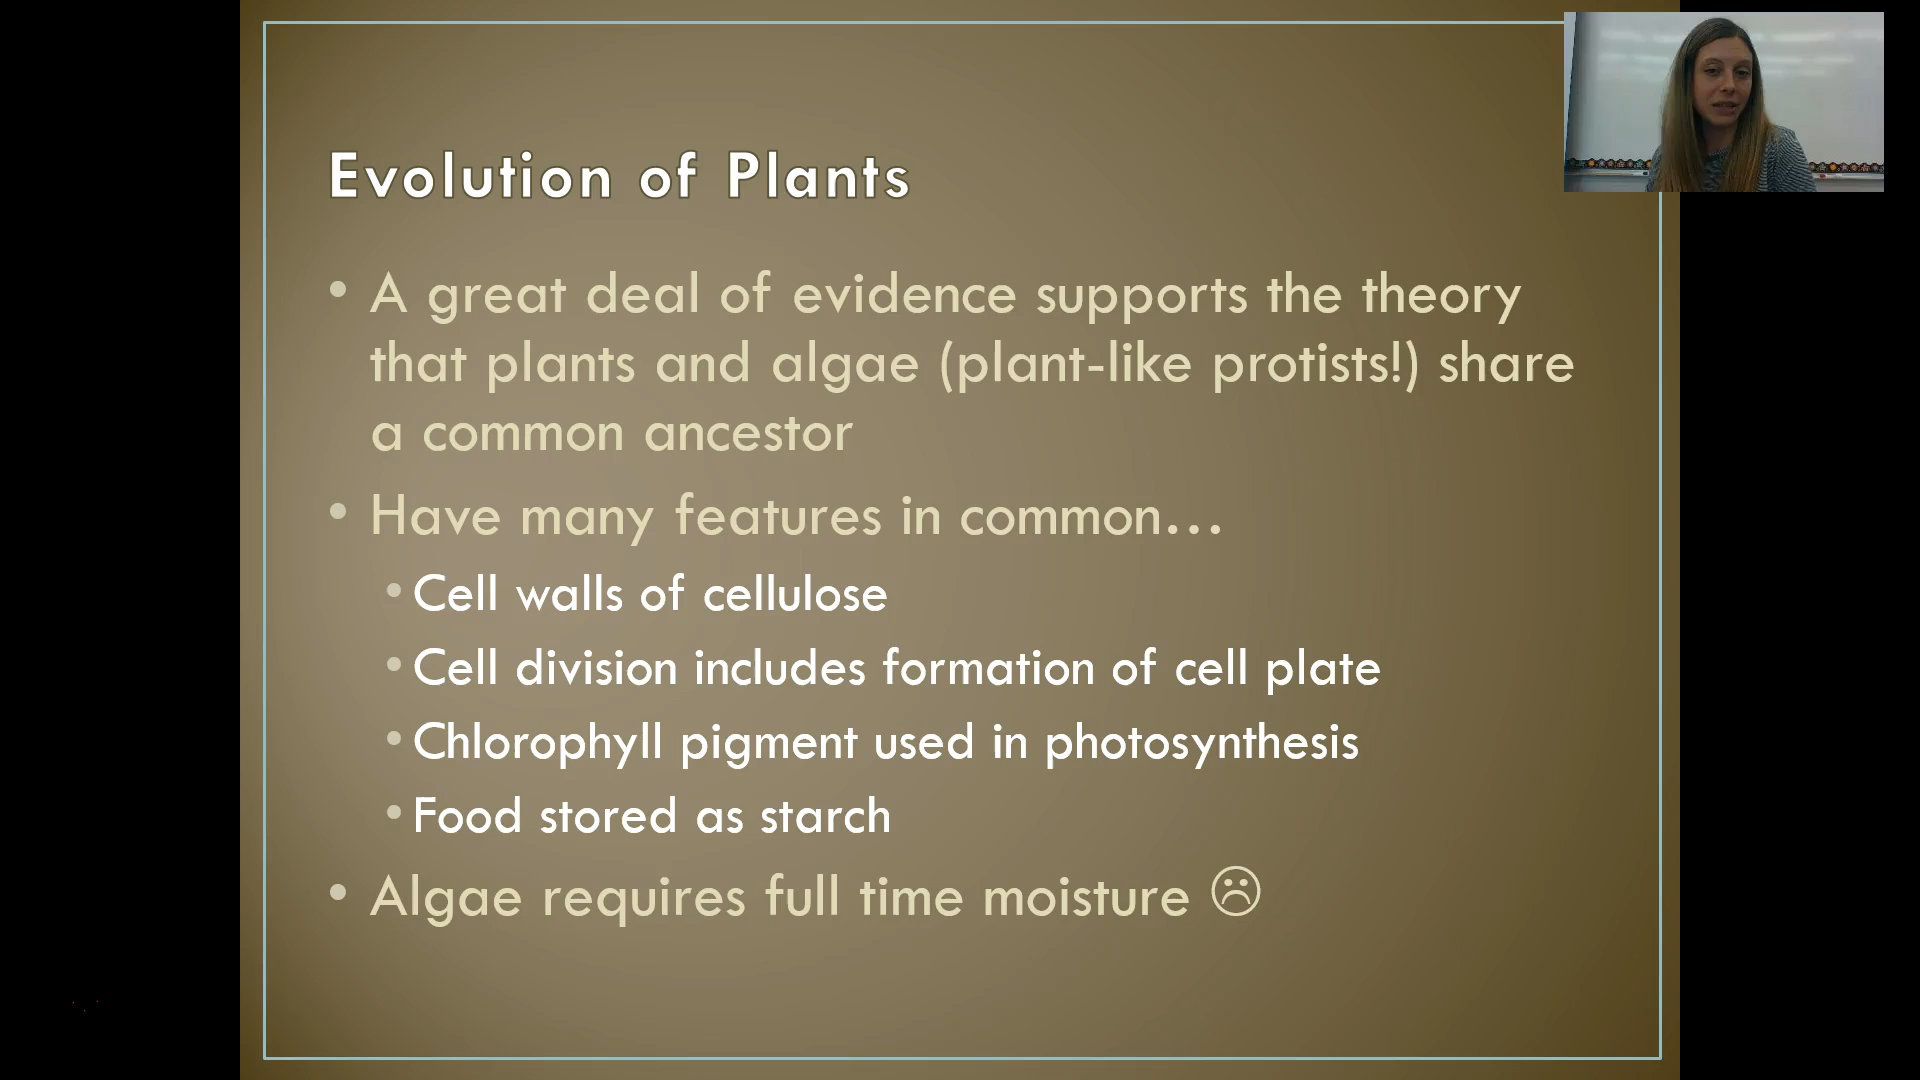 Evolution of Plants
• A great deal of evidence supports the theory
that plants and algae (plant-like protists!) share
a common ancestor
• Have many features in common…
• Cell walls of cellulose
• Cell division includes formation of cell plate
• Chlorophyll pigment used in photosynthesis
• Food stored as starch
• Algae requires full time moisture ☹